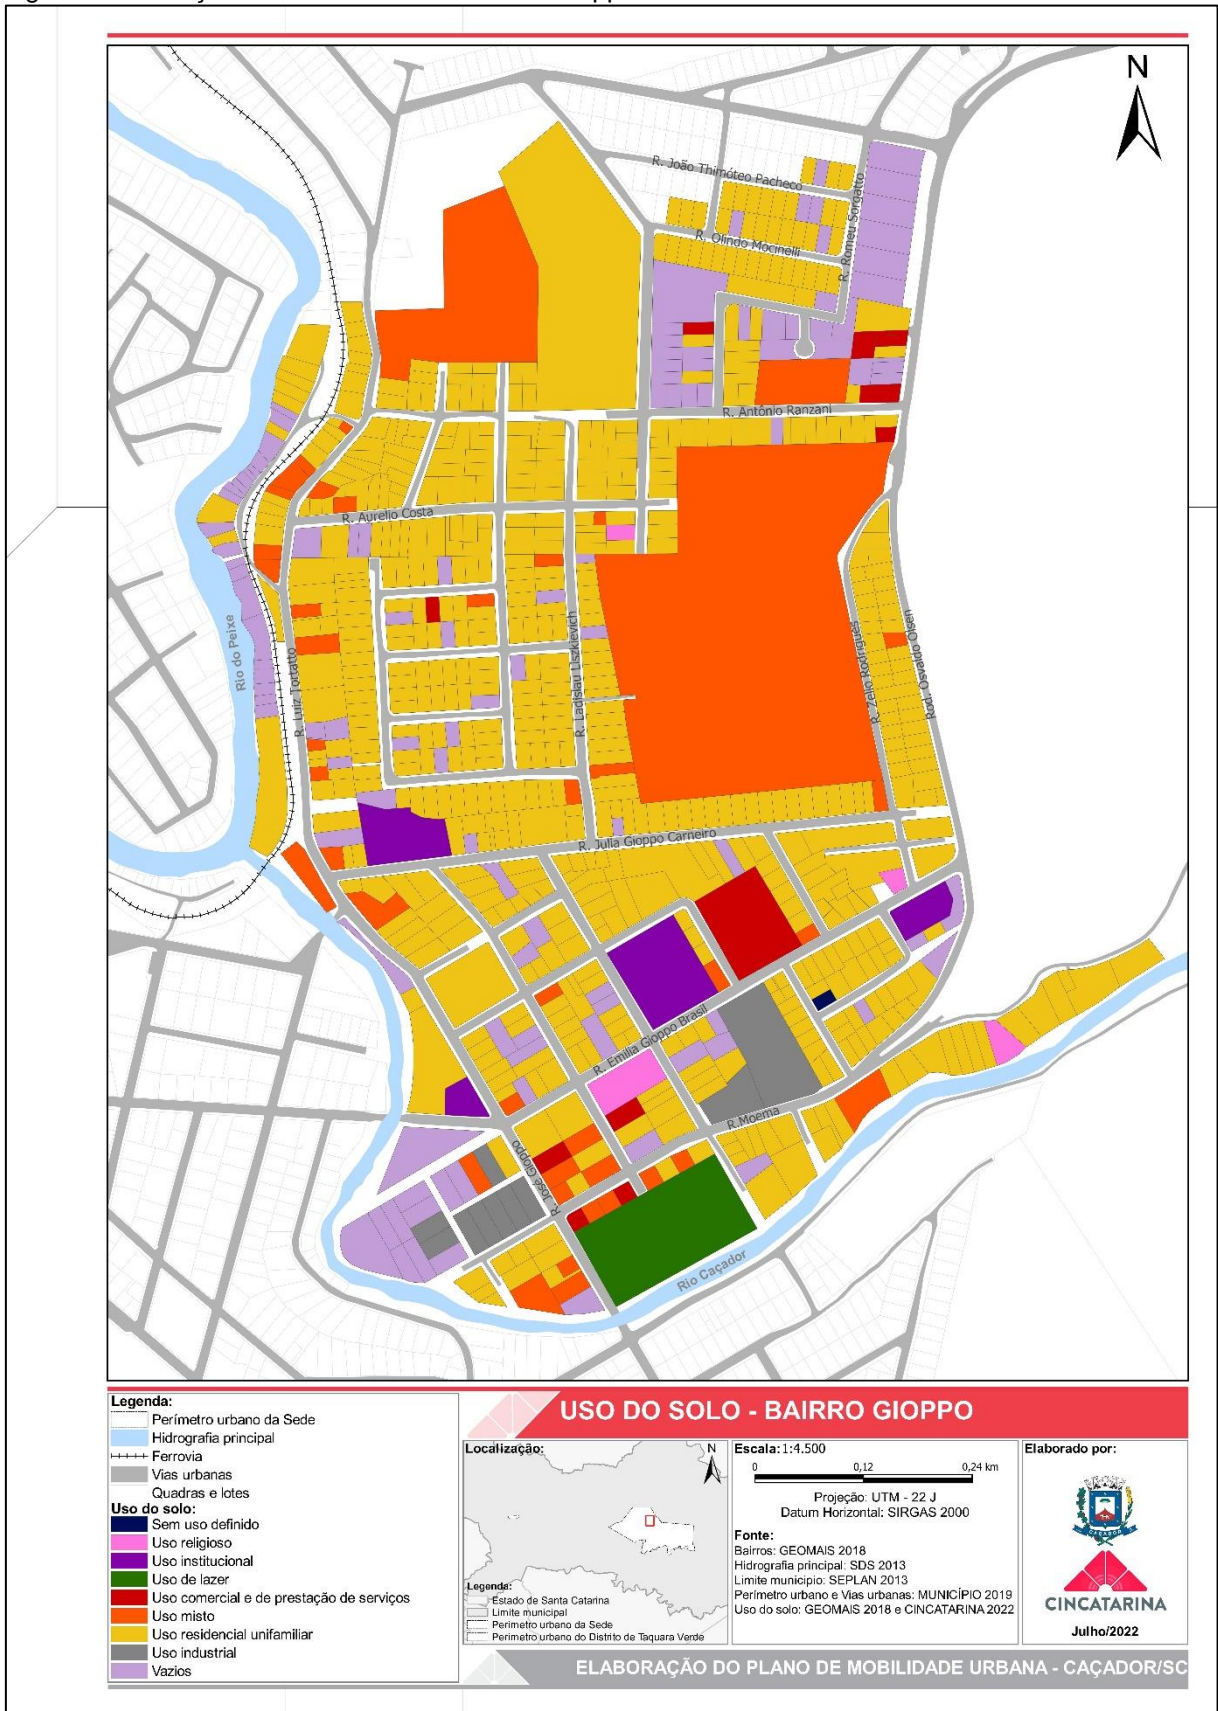 N
R. João Thimóteo Pacheco
R. Olindo Mocinelli
R. Romeu Sorgatto
R. Antônio Ranzani
R. Aurelio Costa
Rio do Peixe
R. Luiz Tortatto
R. Ladislau Liszkievich
R. Zelio Rodrigues
Rod. Osvaldo Olsen
R. Julia Gioppo Carneiro
R. Emilia Gioppo Brasil
R.Moema
R. José Gioppo
Rio Caçador
Legenda:
Perímetro urbano da Sede
Hidrografia principal
Ferrovia
Vias urbanas
Quadras e lotes
Uso do solo:
Sem uso definido
Uso religioso
Uso institucional
Uso de lazer
Uso comercial e de prestação de serviços
Uso misto
Uso residencial unifamiliar
Uso industrial
Vazios
USO DO SOLO - BAIRRO GIOPPO
Localização:
N
Legenda:
Estado de Santa Catarina
Limite municipal
Perimetro urbano da Sede
Perimetro urbano do Distrito de Taquara Verde
Escala:1:4.500
0 0,12 0,24 km
Projeção: UTM - 22 J
Datum Horizontal: SIRGAS 2000
Fonte:
Bairros: GEOMAIS 2018
Hidrografia principal: SDS 2013
Limite municipio: SEPLAN 2013
Perímetro urbano e Vias urbanas: MUNICÍPIO 2019
Uso do solo: GEOMAIS 2018 e CINCATARINA 2022
Elaborado por:
CAÇADOR
CINCATARINA
Julho/2022
ELABORAÇÃO DO PLANO DE MOBILIDADE URBANA - CAÇADOR/SC